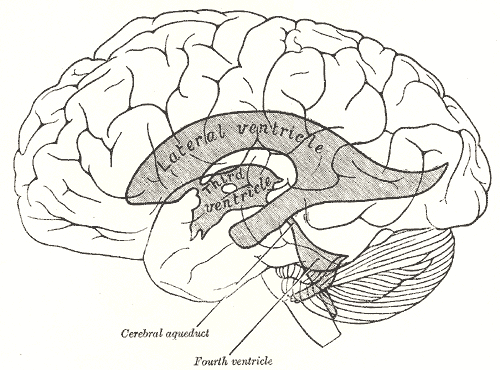 Lateral ventricle
Third
ventricle
Cerebral aqueduct
Fourth ventricle